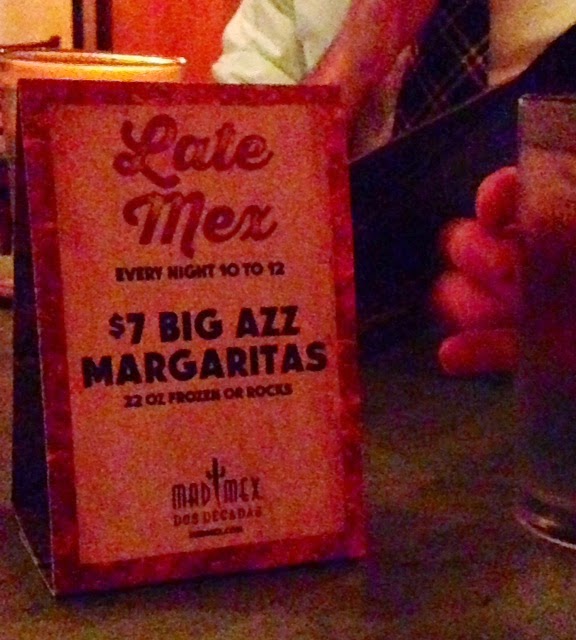 Late
Mex
EVERY NIGHT 10 TO 12
$7 BIG AZZ
MARGARITAS
22 OZ FROZEN OR ROCKS
MAD MEX
DOS DECADAS